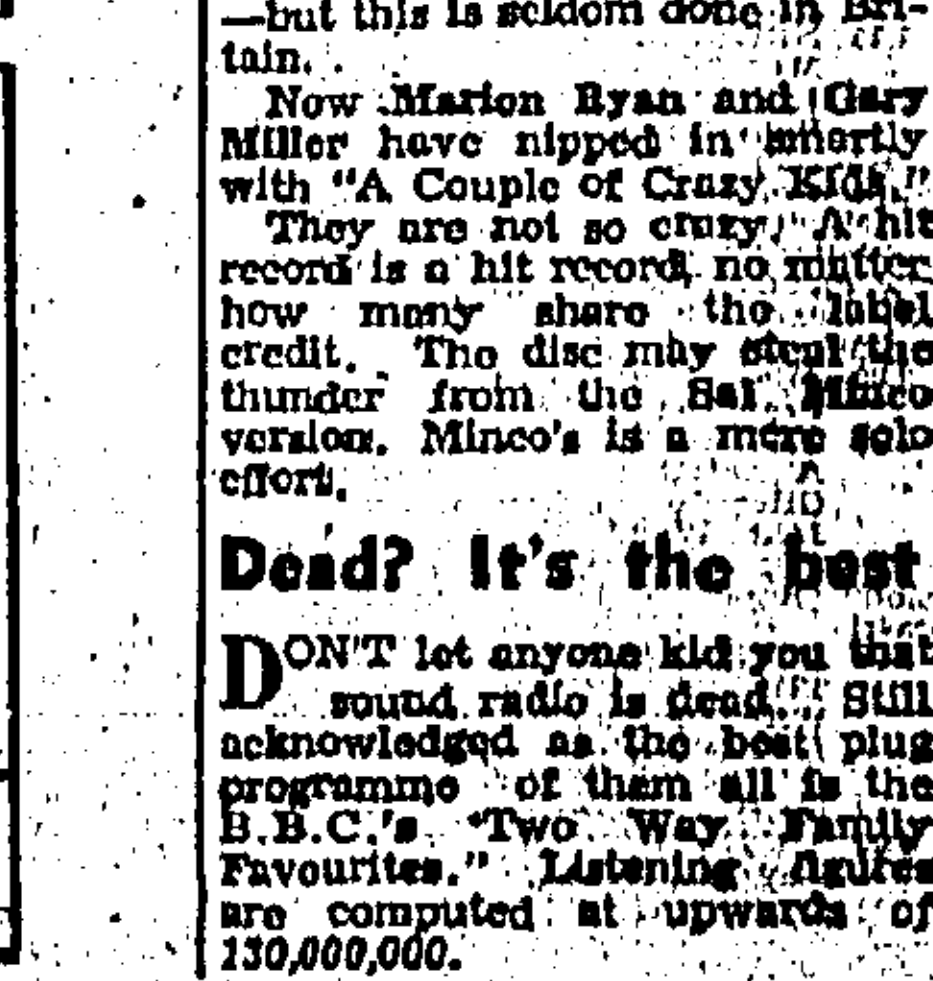 —but this is seldom done in Bri-
tain.
Now Marion Ryan and Gary
Miller have nipped in smartly
with "A Couple of Crazy Kids."
They are not so crazy. A hit
record is a hit record, no matter
how many share the label
credit. The disc may steal the
thunder from the Sal Mineo
version. Mineo's is a mere solo
effort.
Dead? It's the best
DON'T let anyone kid you that
sound radio is dead. Still
acknowledged as the best plug
programme of them all is the
B.B.C.'s "Two Way Family
Favourites." Listening figures
are computed at upwards of
130,000,000.